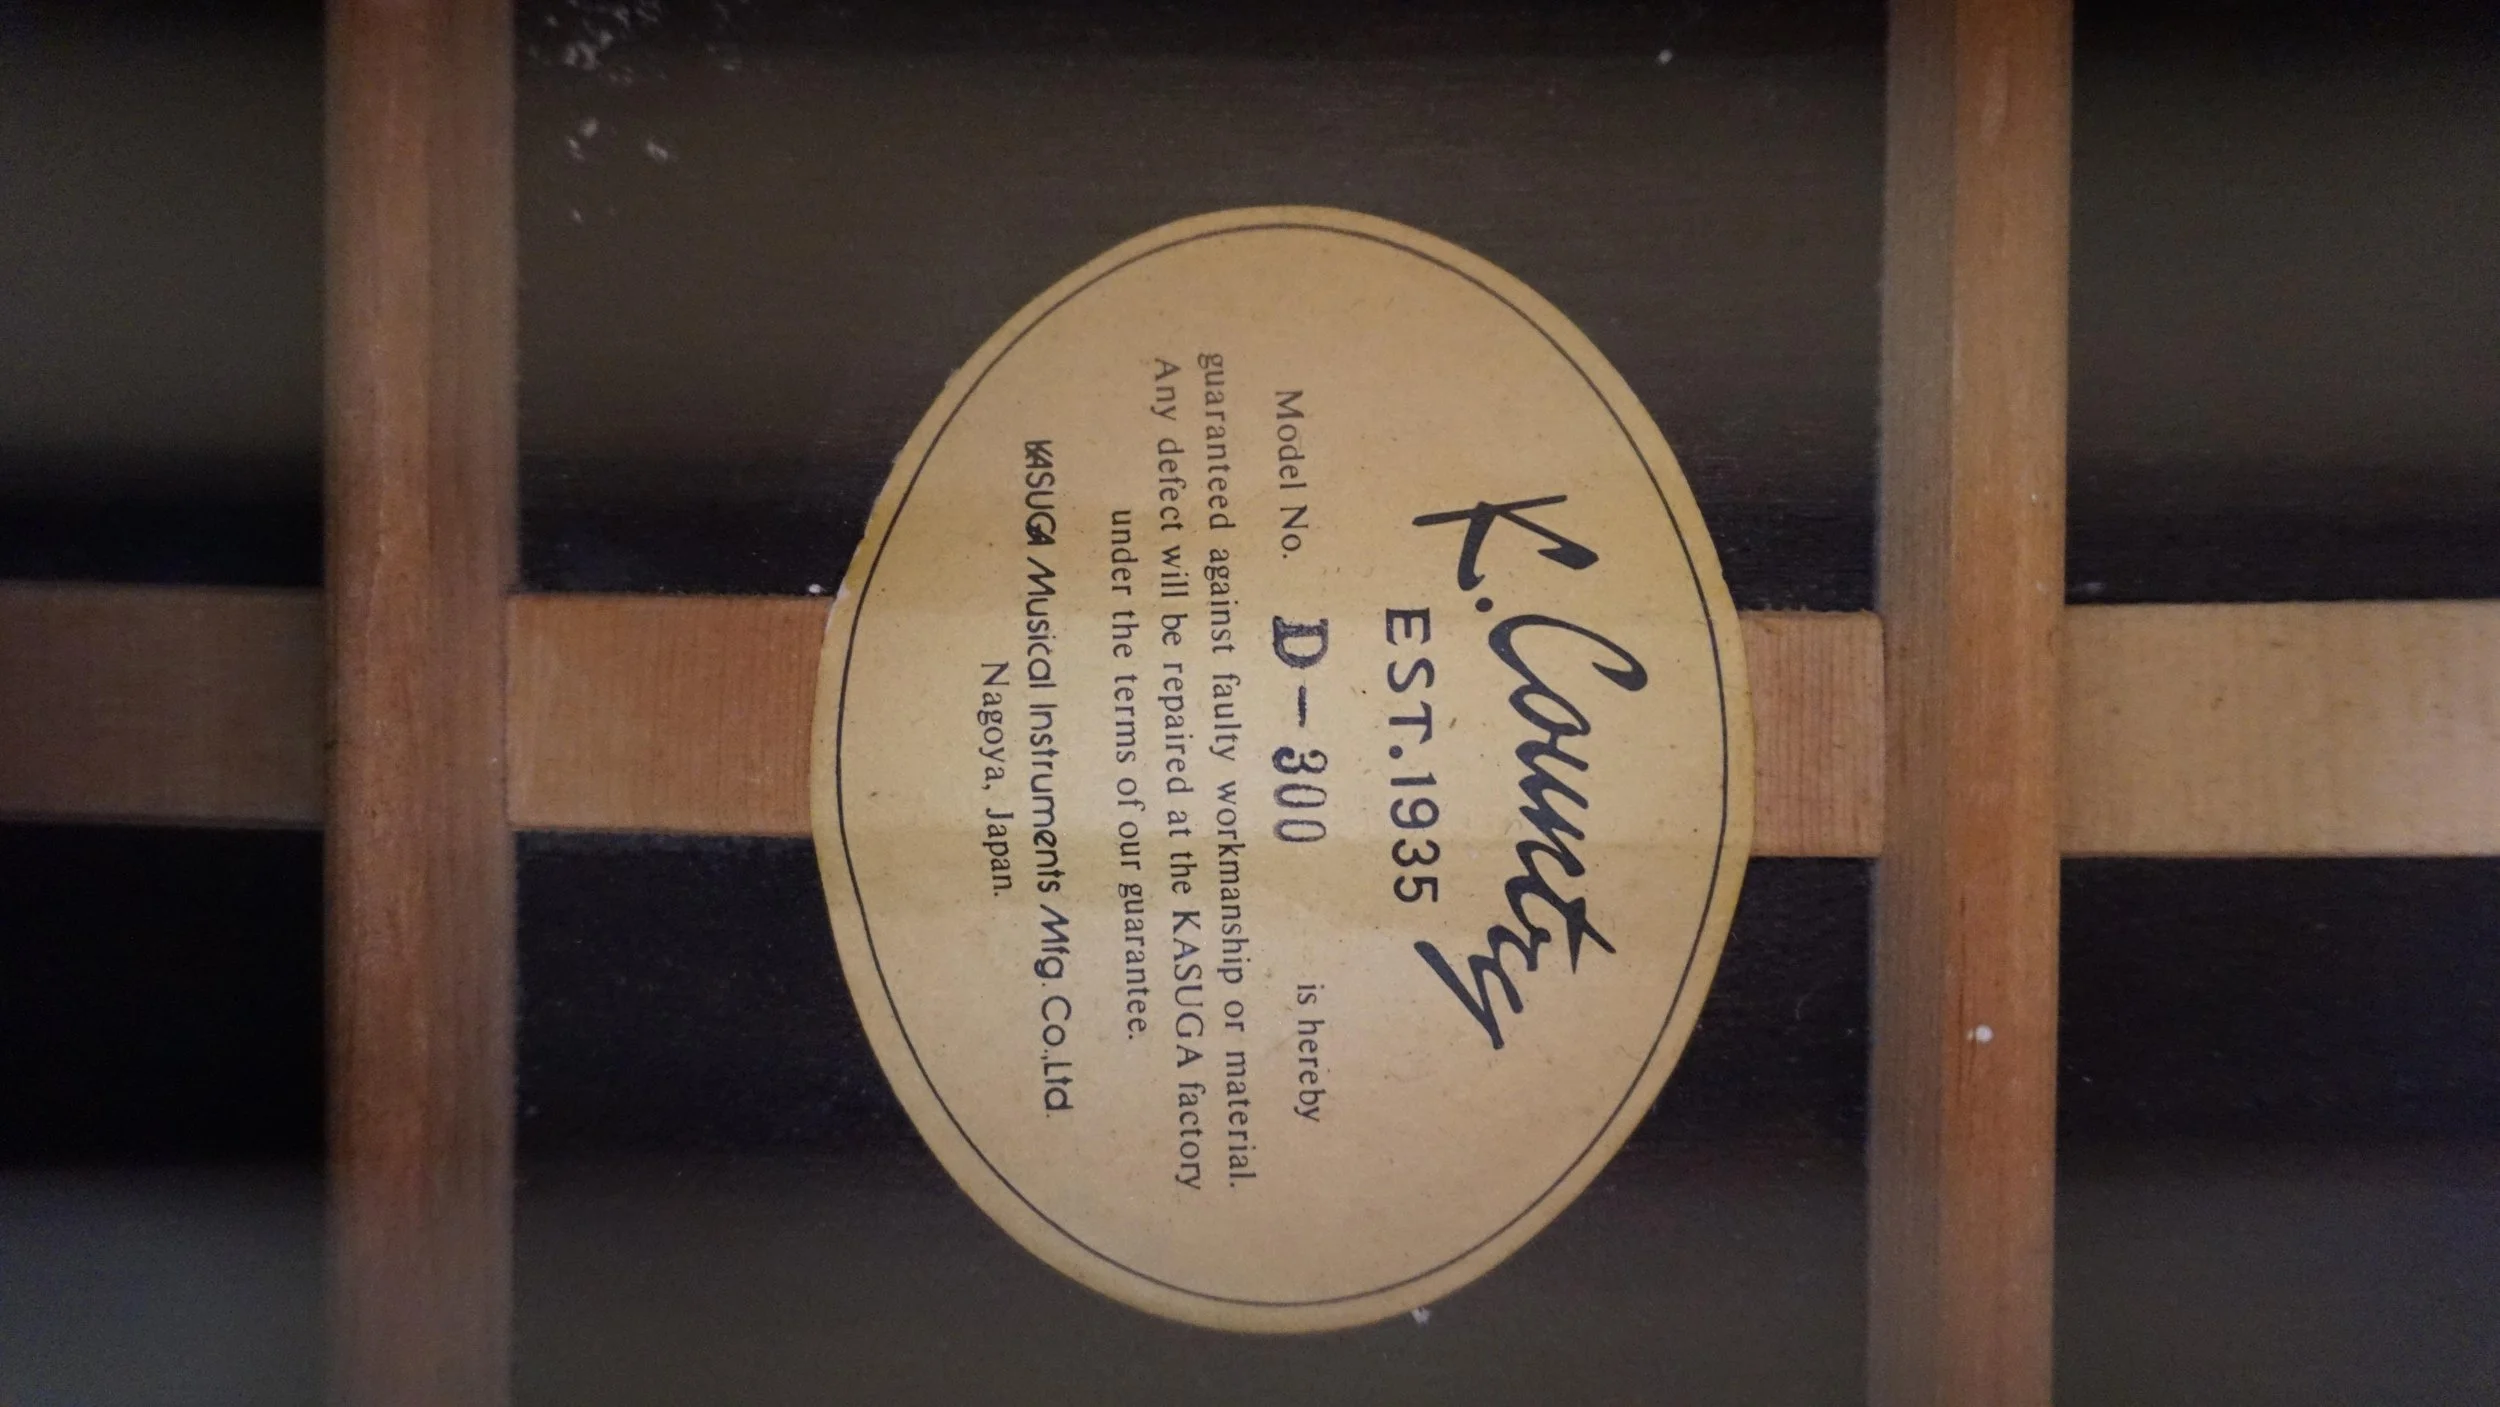 K. Country
EST. 1935
Model No. D-300 is hereby
guaranteed against faulty workmanship or material.
Any defect will be repaired at the KASUGA factory
under the terms of our guarantee.
KASUGA Musical Instruments Mfg. Co.,Ltd.
Nagoya, Japan.